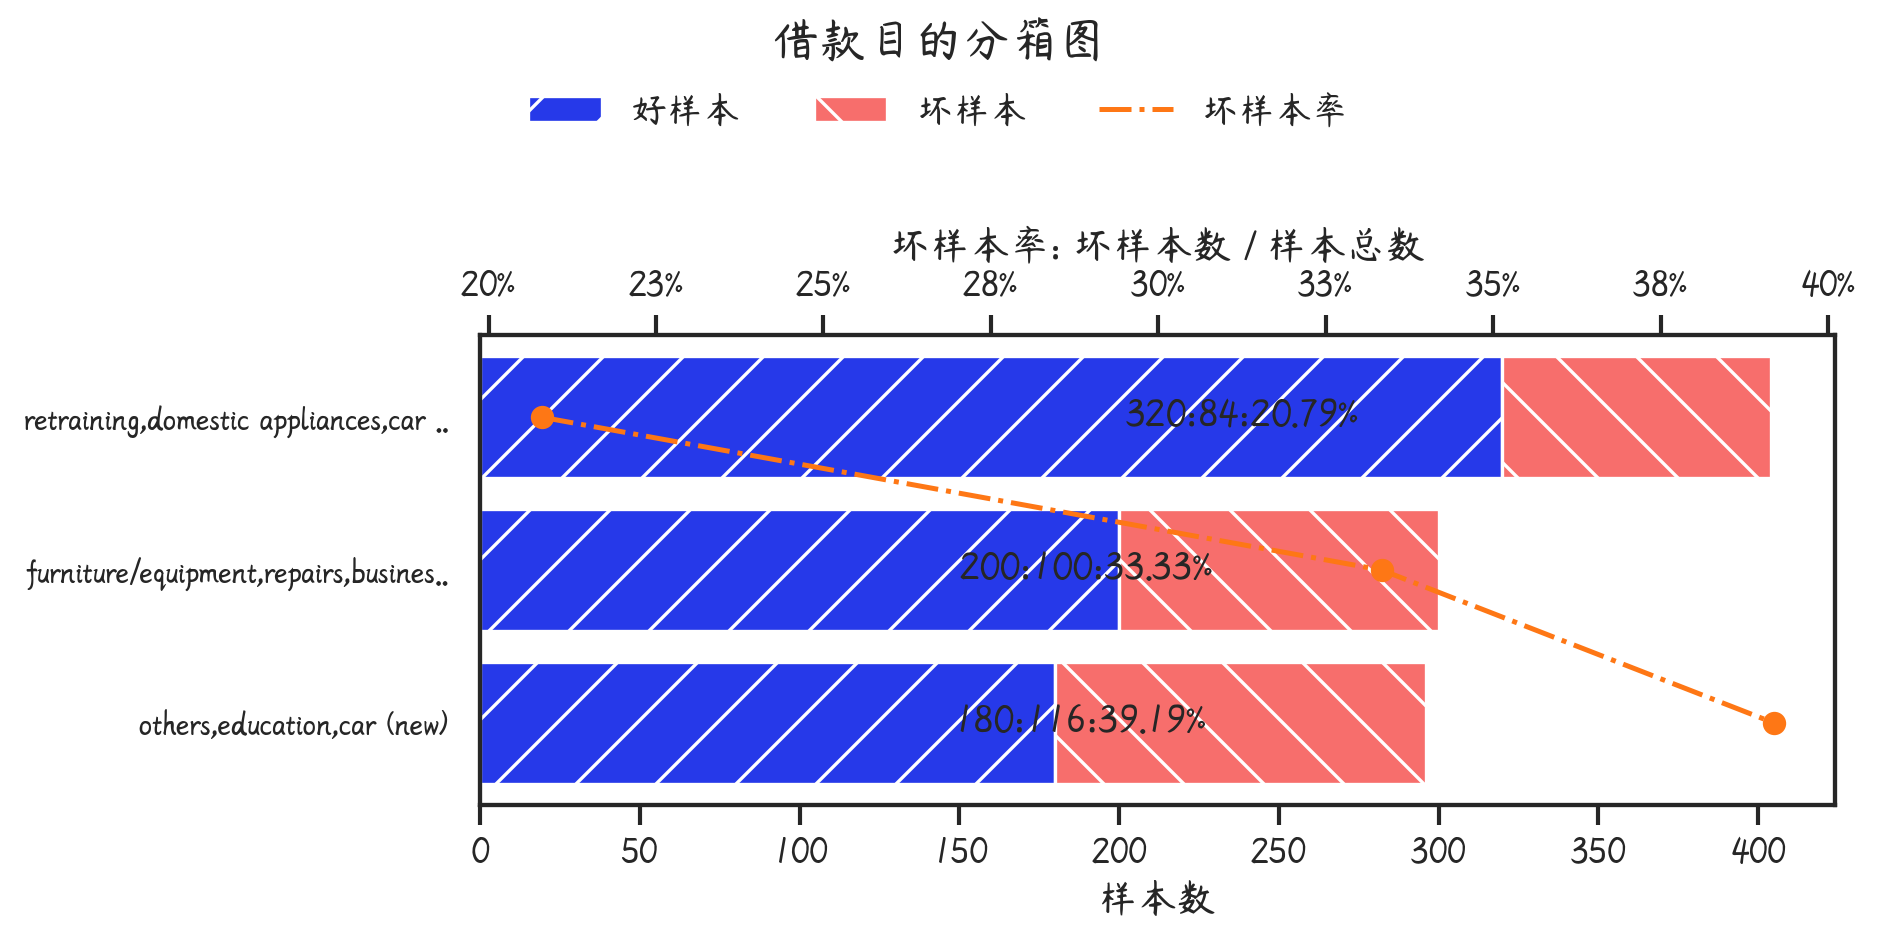 借款目的分箱图
好样本 坏样本 坏样本率
坏样本率: 坏样本数 / 样本总数
20% 23% 25% 28% 30% 33% 35% 38% 40%
retraining,domestic appliances,car ..
320:84:20.79%
furniture/equipment,repairs,busines..
200:100:33.33%
others,education,car (new)
180:116:39.19%
0 50 100 150 200 250 300 350 400
样本数